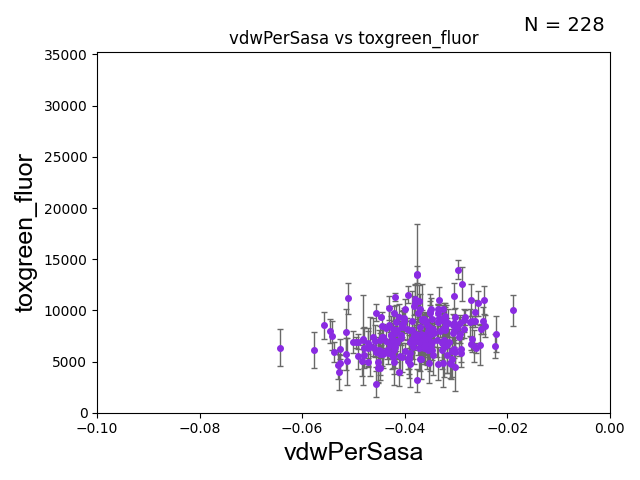 N = 228
vdwPerSasa vs toxgreen_fluor
35000
30000
25000
20000
15000
10000
5000
0
toxgreen_fluor
−0.10 −0.08 −0.06 −0.04 −0.02 0.00
vdwPerSasa